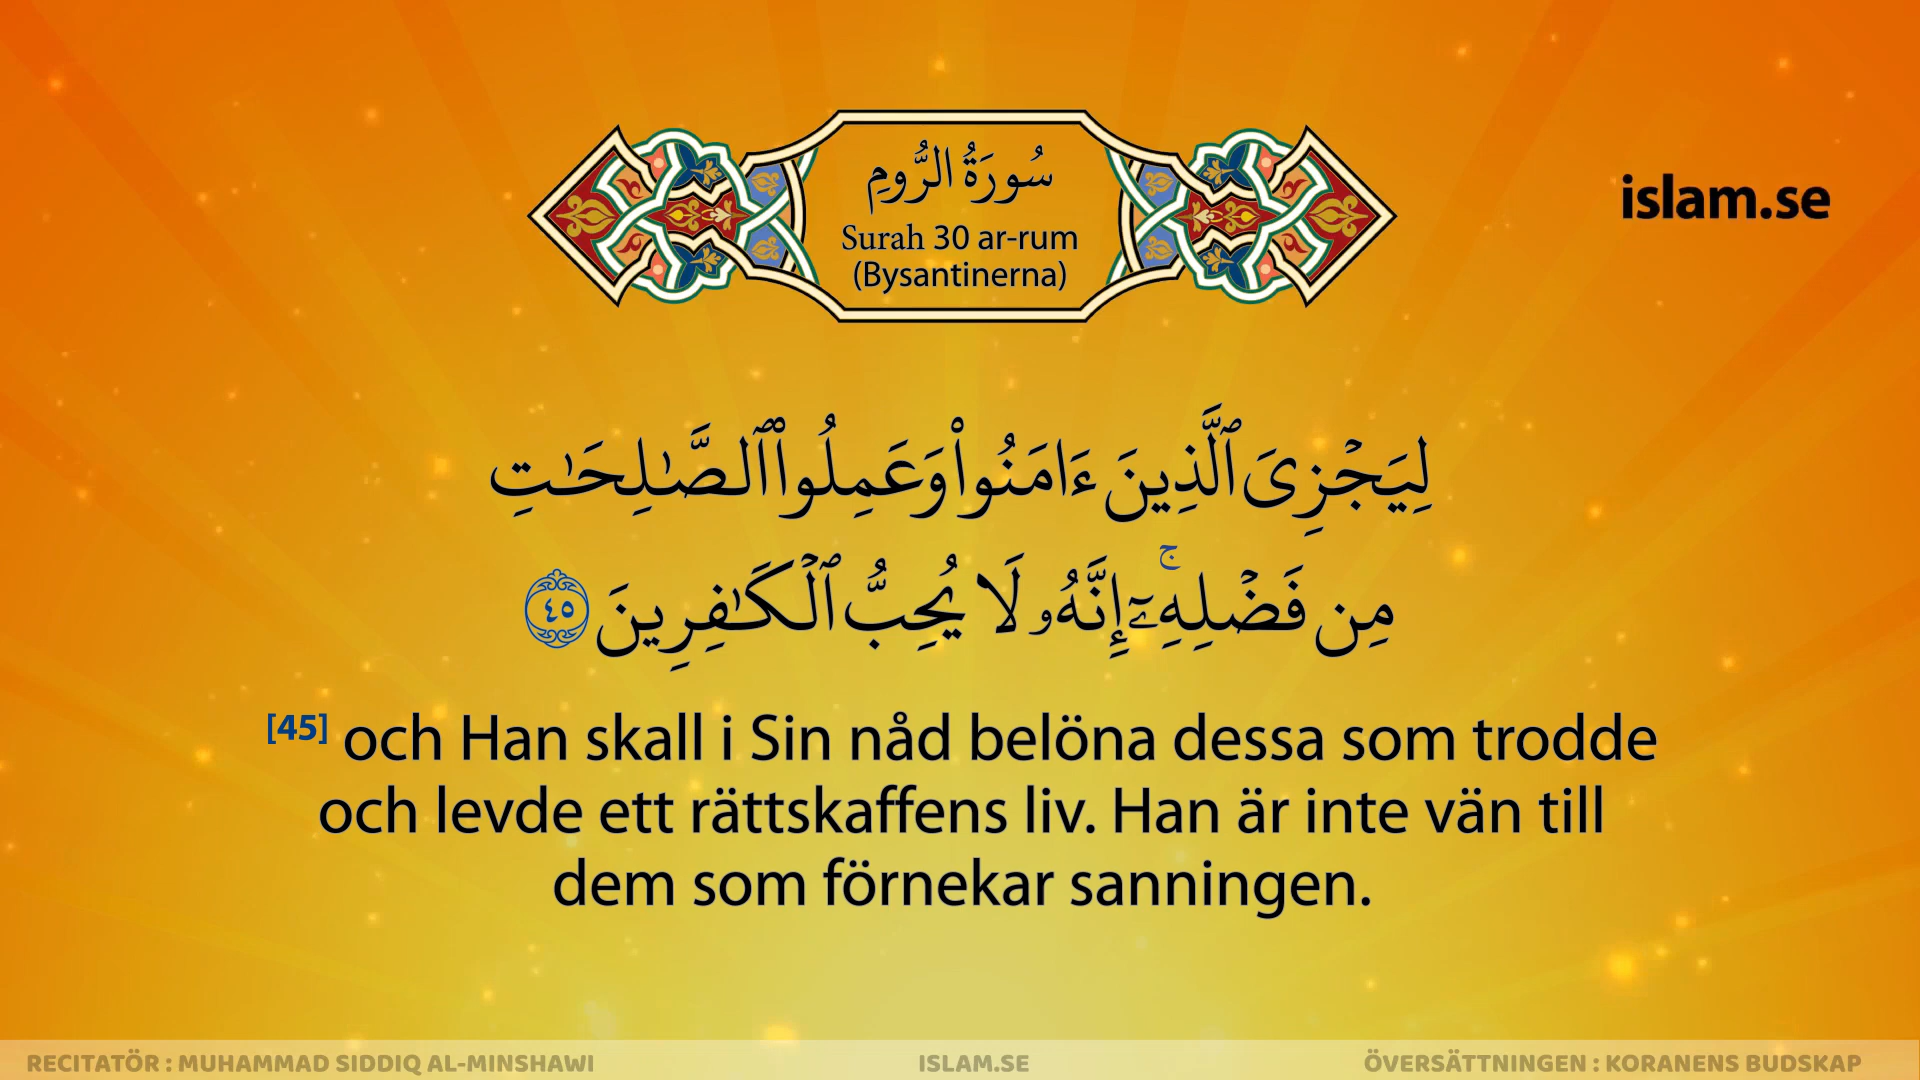 سُورَةُ الرُّومِ
Surah 30 ar-rum
(Bysantinerna)
islam.se
لِيَجْزِىَ ٱلَّذِينَ ءَامَنُوا۟ وَعَمِلُوا۟ ٱلصَّـٰلِحَـٰتِ
مِن فَضْلِهِۦٓ ۚ إِنَّهُۥ لَا يُحِبُّ ٱلْكَـٰفِرِينَ ٤٥
[45] och Han skall i Sin nåd belöna dessa som trodde
och levde ett rättskaffens liv. Han är inte vän till
dem som förnekar sanningen.
RECITATÖR : MUHAMMAD SIDDIQ AL-MINSHAWI
ISLAM.SE
ÖVERSÄTTNINGEN : KORANENS BUDSKAP